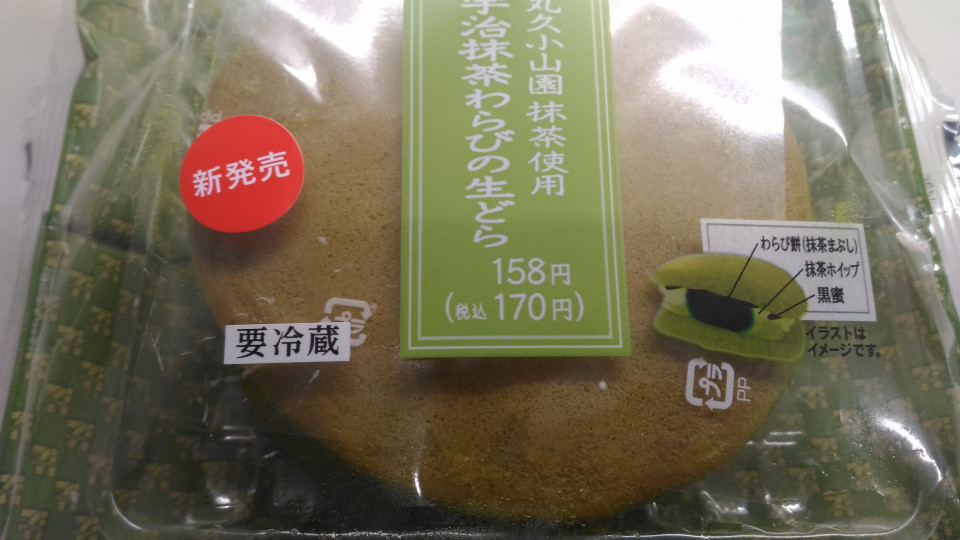 丸久小山園抹茶使用
宇治抹茶わらびの生どら
158円
(税込170円)
新発売
要冷蔵
わらび餅(抹茶まぶし)
抹茶ホイップ
黒蜜
イラストは
イメージです。
プラ
PP